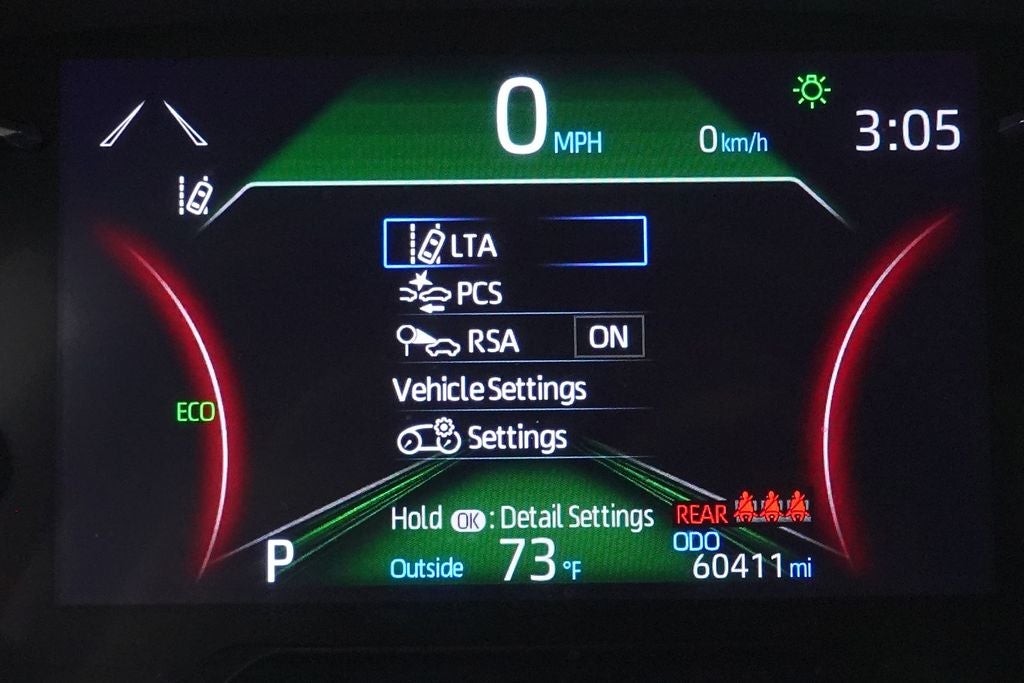 0 MPH 0 km/h 3:05
LTA
PCS
RSA ON
Vehicle Settings
ECO
Settings
Hold OK : Detail Settings REAR
ODO
P Outside 73 °F 60411 mi